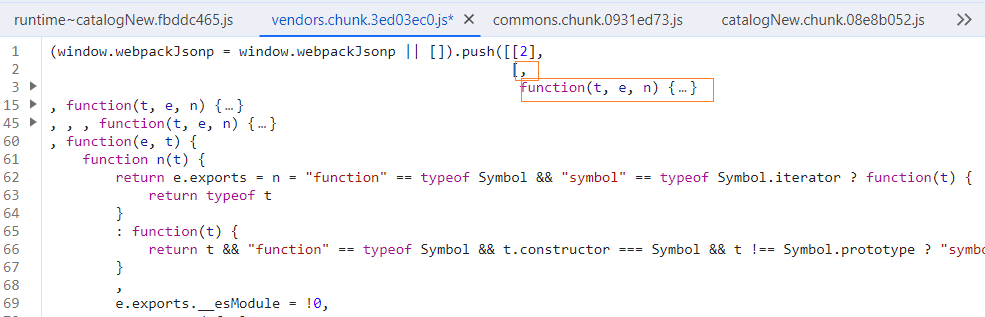 runtime~catalogNew.fbddc465.js vendors.chunk.3ed03ec0.js* × commons.chunk.0931ed73.js catalogNew.chunk.08e8b052.js »
1 (window.webpackJsonp = window.webpackJsonp || []).push([[2],
2 [,
3 function(t, e, n) {…}
15 , function(t, e, n) {…}
45 , , , function(t, e, n) {…}
60 , function(e, t) {
61 function n(t) {
62 return e.exports = n = "function" == typeof Symbol && "symbol" == typeof Symbol.iterator ? function(t) {
63 return typeof t
64 }
65 : function(t) {
66 return t && "function" == typeof Symbol && t.constructor === Symbol && t !== Symbol.prototype ? "symbo
67 }
68 ,
69 e.exports.__esModule = !0,